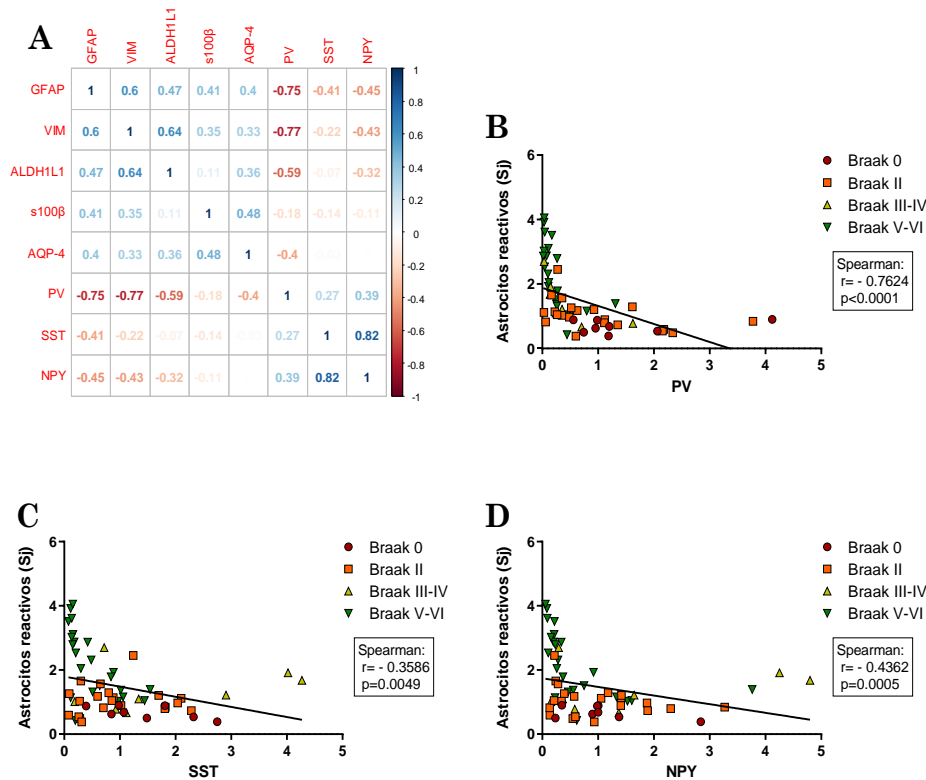 A
GFAP VIM ALDH1L1 s100β AQP-4 PV SST NPY
GFAP 1 0.6 0.47 0.41 0.4 -0.75 -0.41 -0.45
VIM 0.6 1 0.64 0.35 0.33 -0.77 -0.22 -0.43
ALDH1L1 0.47 0.64 1 0.11 0.36 -0.59 -0.07 -0.32
s100β 0.41 0.35 0.11 1 0.48 -0.18 -0.14 -0.11
AQP-4 0.4 0.33 0.36 0.48 1 -0.4
PV -0.75 -0.77 -0.59 -0.18 -0.4 1 0.27 0.39
SST -0.41 -0.22 -0.07 -0.14 0.27 1 0.82
NPY -0.45 -0.43 -0.32 -0.11 0.39 0.82 1
1
0.8
0.6
0.4
0.2
0
-0.2
-0.4
-0.6
-0.8
-1
B
Astrocitos reactivos (Sj)
6
4
2
0
0 1 2 3 4 5
PV
Braak 0
Braak II
Braak III-IV
Braak V-VI
Spearman:
r= - 0.7624
p<0.0001
C
Astrocitos reactivos (Sj)
6
4
2
0
0 1 2 3 4 5
SST
Braak 0
Braak II
Braak III-IV
Braak V-VI
Spearman:
r= - 0.3586
p=0.0049
D
Astrocitos reactivos (Sj)
6
4
2
0
0 1 2 3 4 5
NPY
Braak 0
Braak II
Braak III-IV
Braak V-VI
Spearman:
r= - 0.4362
p=0.0005